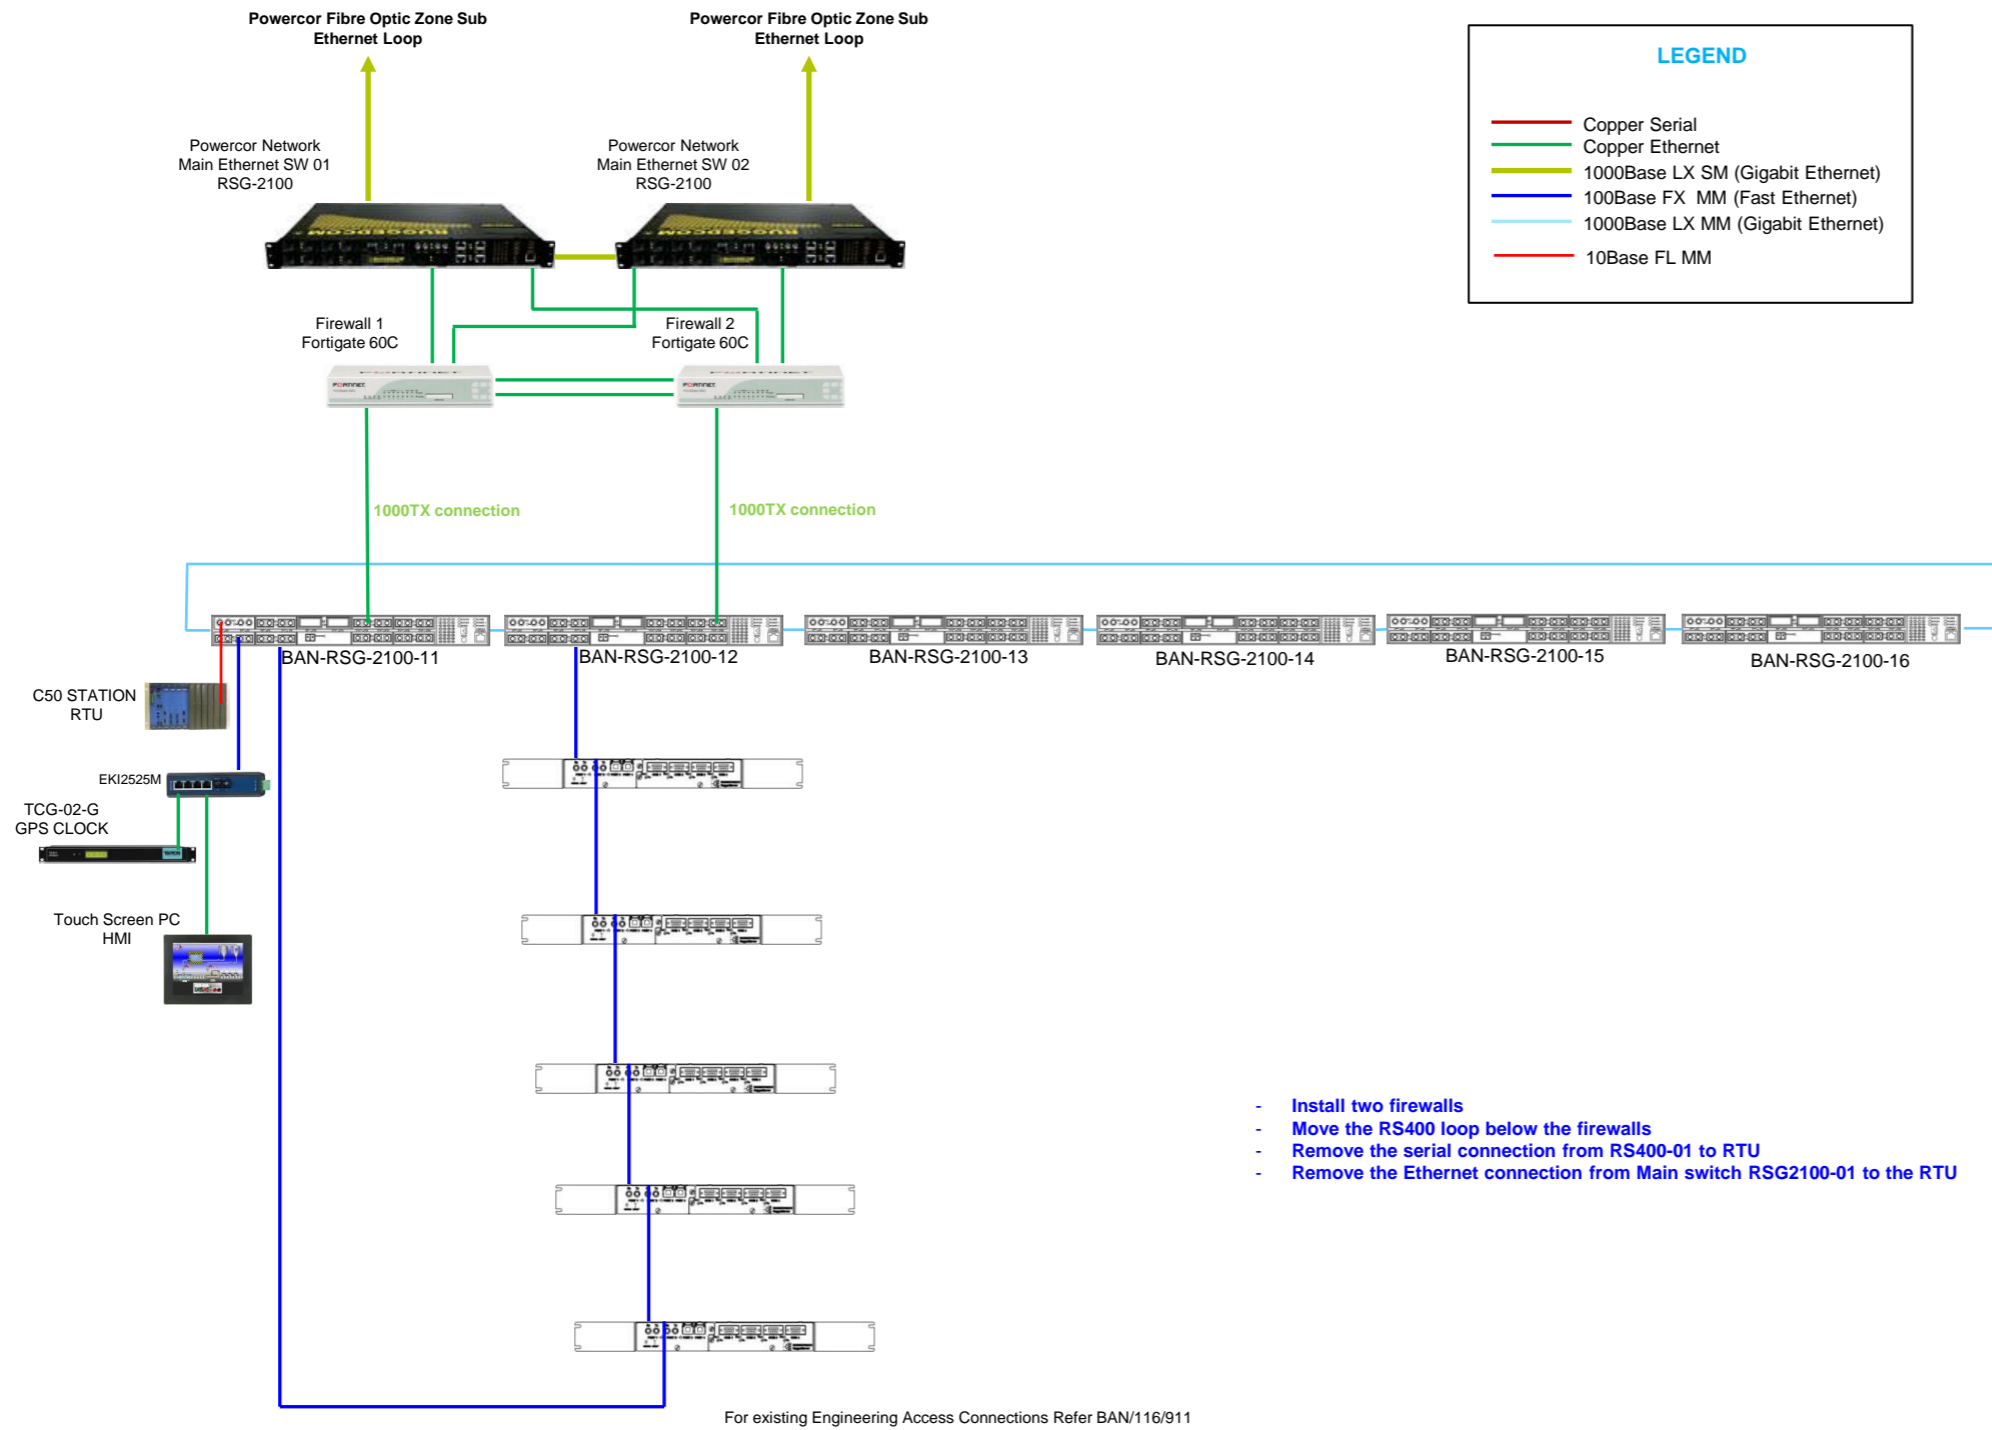 Powercor Fibre Optic Zone Sub
Ethernet Loop
Powercor Fibre Optic Zone Sub
Ethernet Loop
LEGEND
Copper Serial
Copper Ethernet
1000Base LX SM (Gigabit Ethernet)
100Base FX MM (Fast Ethernet)
1000Base LX MM (Gigabit Ethernet)
10Base FL MM
Powercor Network
Main Ethernet SW 01
RSG-2100
Powercor Network
Main Ethernet SW 02
RSG-2100
RUGGEDCOM
RUGGEDCOM
Firewall 1
Fortigate 60C
Firewall 2
Fortigate 60C
FORTINET
FORTINET
1000TX connection
1000TX connection
BAN-RSG-2100-11
BAN-RSG-2100-12
BAN-RSG-2100-13
BAN-RSG-2100-14
BAN-RSG-2100-15
BAN-RSG-2100-16
C50 STATION
RTU
EKI2525M
TCG-02-G
GPS CLOCK
Touch Screen PC
HMI
- Install two firewalls
- Move the RS400 loop below the firewalls
- Remove the serial connection from RS400-01 to RTU
- Remove the Ethernet connection from Main switch RSG2100-01 to the RTU
For existing Engineering Access Connections Refer BAN/116/911